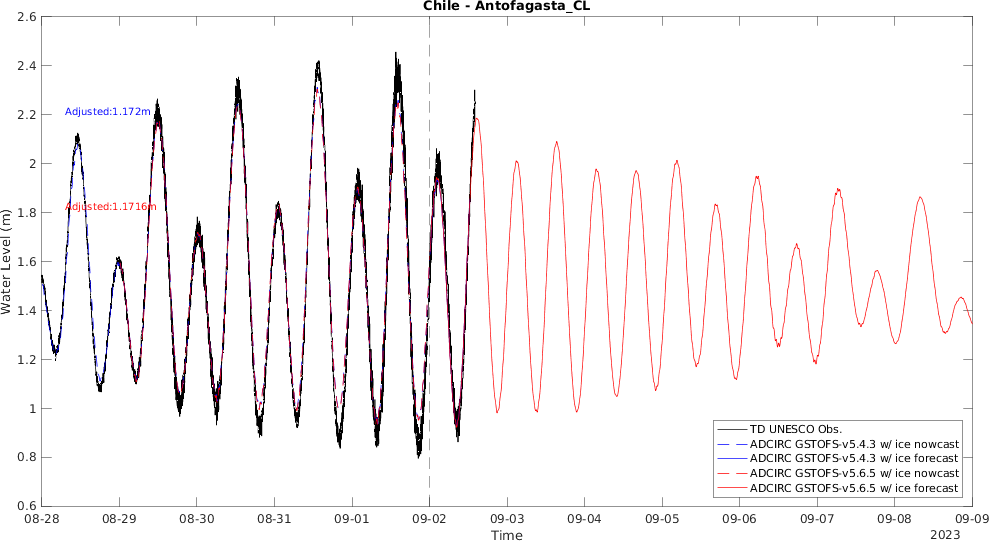 Chile - Antofagasta_CL
2.6
2.4
2.2
2
1.8
1.6
1.4
1.2
1
0.8
0.6
Water Level (m)
Adjusted:1.172m
Adjusted:1.1716m
TD UNESCO Obs.
ADCIRC GSTOFS-v5.4.3 w/ ice nowcast
ADCIRC GSTOFS-v5.4.3 w/ ice forecast
ADCIRC GSTOFS-v5.6.5 w/ ice nowcast
ADCIRC GSTOFS-v5.6.5 w/ ice forecast
08-28 08-29 08-30 08-31 09-01 09-02 09-03 09-04 09-05 09-06 09-07 09-08 09-09
Time
2023